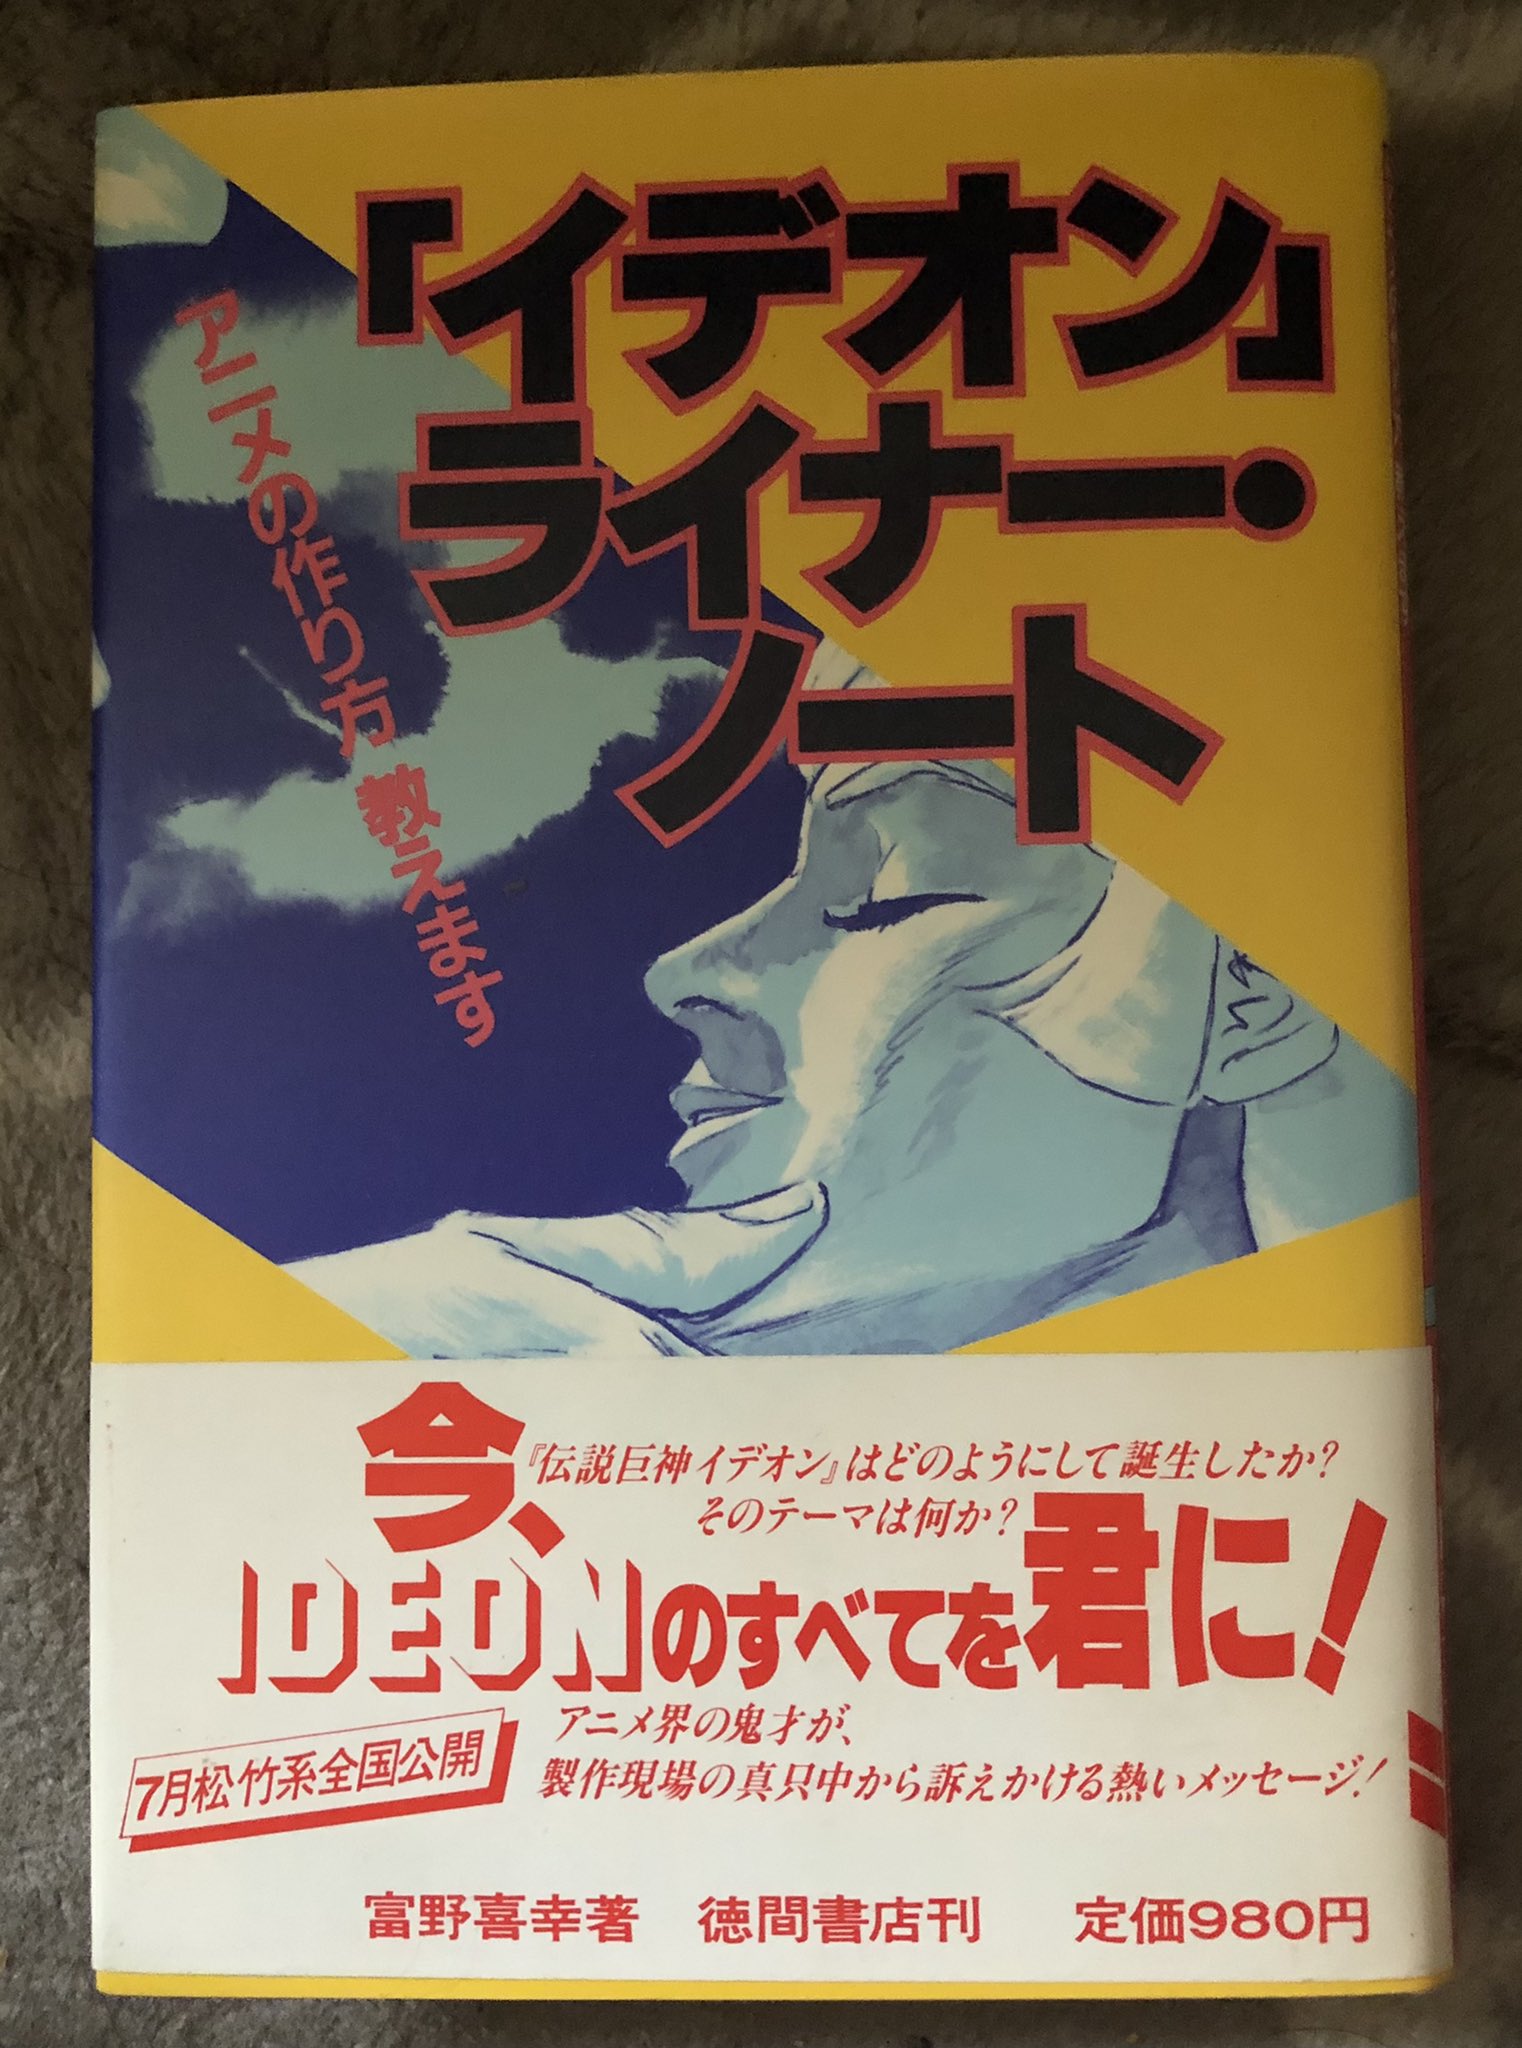 「イデオン」
ライナー・
ノート
アニメの作り方 教えます
『伝説巨神イデオン』はどのようにして誕生したか?
そのテーマは何か?
今、
IDEONのすべてを君に!
アニメ界の鬼才が、
製作現場の真只中から訴えかける熱いメッセージ!
7月松竹系全国公開
富野喜幸著 徳間書店刊 定価980円